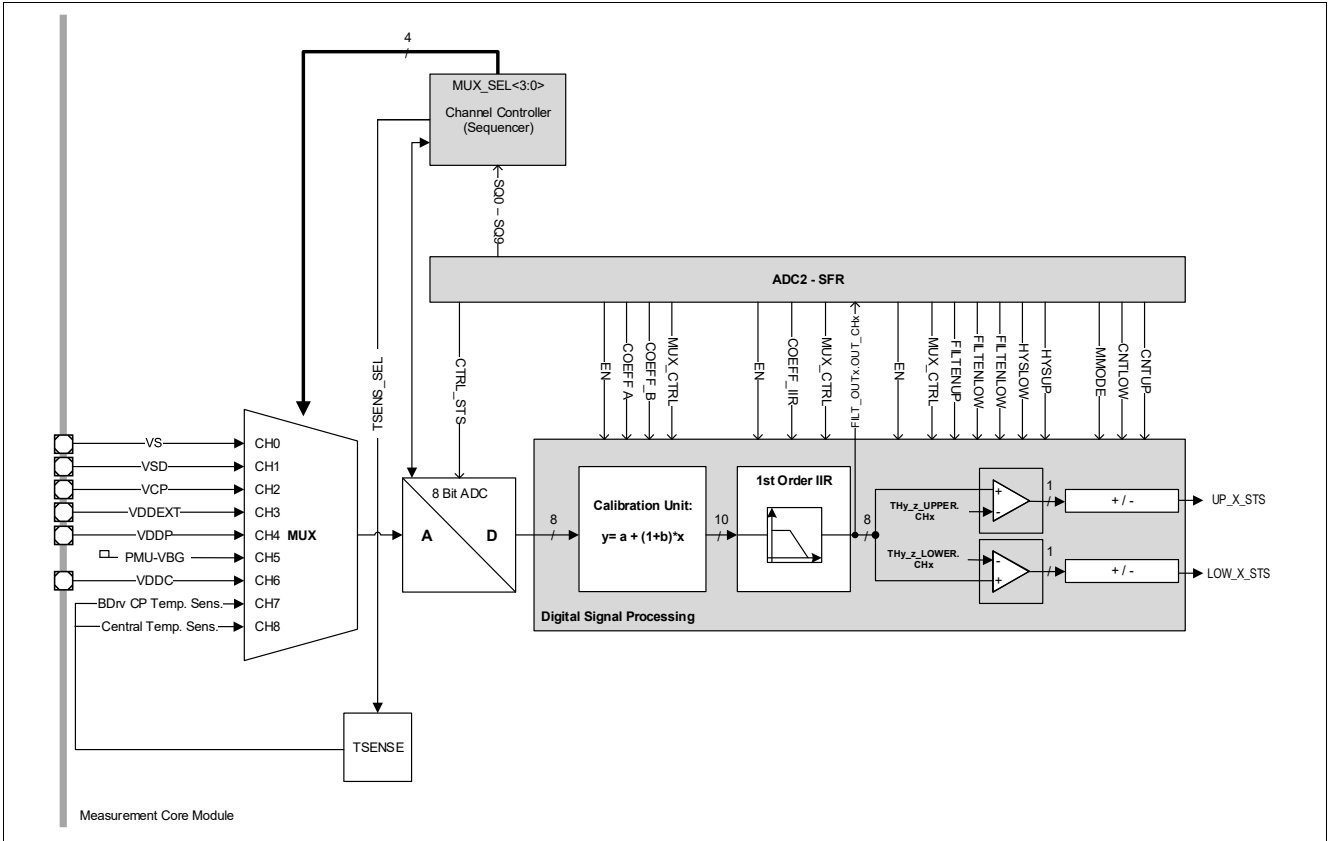 4
MUX_SEL<3:0>
Channel Controller
(Sequencer)
SQ0 – SQ9
ADC2 - SFR
TSENS_SEL
CTRL_STS
EN
COEFF A
COEFF_B
MUX_CTRL
EN
COEFF_IIR
MUX_CTRL
FILT_OUTx.OUT_CHx
EN
MUX_CTRL
FILTENUP
FILTENLOW
FILTENLOW
HYSLOW
HYSUP
MMODE
CNTLOW
CNTUP
VS
CH0
VSD
CH1
VCP
CH2
VDDEXT
CH3
VDDP
CH4
MUX
PMU-VBG
CH5
VDDC
CH6
BDrv CP Temp. Sens.
CH7
Central Temp. Sens.
CH8
8 Bit ADC
A
D
8
Calibration Unit:
y= a + (1+b)*x
10
1st Order IIR
8
THy_z_UPPER.
CHx
+
-
1
+ / -
UP_X_STS
THy_z_LOWER.
CHx
-
+
1
+ / -
LOW_X_STS
Digital Signal Processing
TSENSE
Measurement Core Module